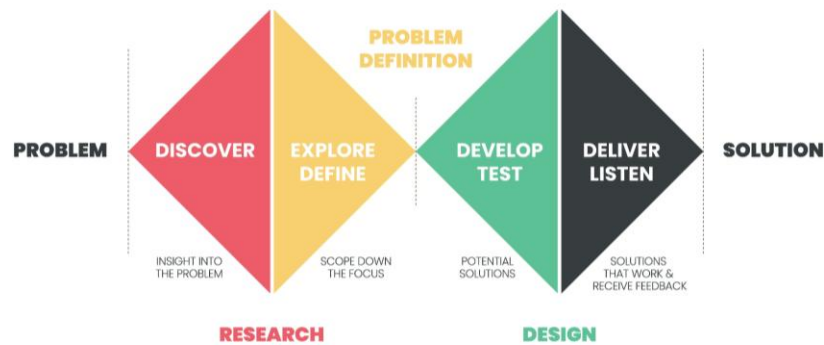 PROBLEM
DEFINITION
PROBLEM
DISCOVER
EXPLORE
DEFINE
DEVELOP
TEST
DELIVER
LISTEN
SOLUTION
INSIGHT INTO
THE PROBLEM
SCOPE DOWN
THE FOCUS
POTENTIAL
SOLUTIONS
SOLUTIONS
THAT WORK &
RECEIVE FEEDBACK
RESEARCH
DESIGN